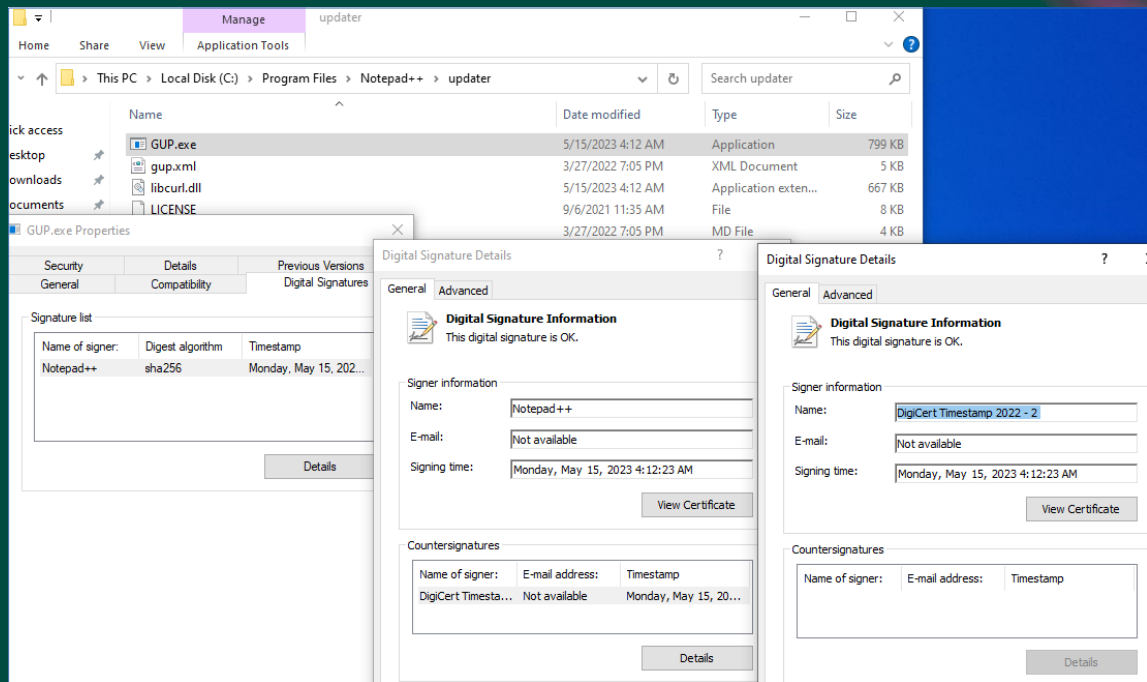 Manage
updater
Home Share View Application Tools
This PC > Local Disk (C:) > Program Files > Notepad++ > updater
Search updater
Name Date modified Type Size
ick access
esktop
ownloads
ocuments
GUP.exe 5/15/2023 4:12 AM Application 799 KB
gup.xml 3/27/2022 7:05 PM XML Document 5 KB
libcurl.dll 5/15/2023 4:12 AM Application exten... 667 KB
LICENSE 9/6/2021 11:35 AM File 8 KB
3/27/2022 7:05 PM MD File 4 KB
GUP.exe Properties
Security Details Previous Versions
General Compatibility Digital Signatures
Signature list
Name of signer: Digest algorithm Timestamp
Notepad++ sha256 Monday, May 15, 202...
Details
Digital Signature Details ?
General Advanced
Digital Signature Information
This digital signature is OK.
Signer information
Name: Notepad++
E-mail: Not available
Signing time: Monday, May 15, 2023 4:12:23 AM
View Certificate
Countersignatures
Name of signer: E-mail address: Timestamp
DigiCert Timesta... Not available Monday, May 15, 20...
Details
Digital Signature Details ?
General Advanced
Digital Signature Information
This digital signature is OK.
Signer information
Name: DigiCert Timestamp 2022 - 2
E-mail: Not available
Signing time: Monday, May 15, 2023 4:12:23 AM
View Certificate
Countersignatures
Name of signer: E-mail address: Timestamp
Details